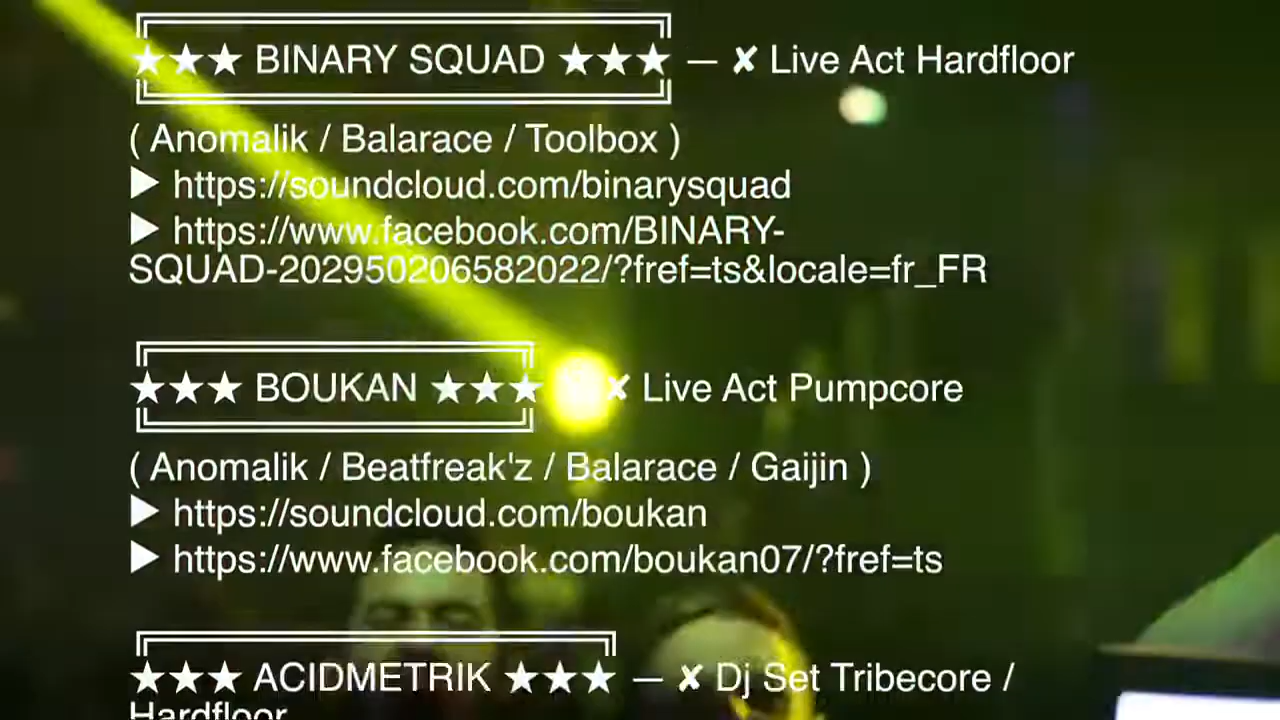 ★★★ BINARY SQUAD ★★★ — ✘ Live Act Hardfloor
( Anomalik / Balarace / Toolbox )
► https://soundcloud.com/binarysquad
► https://www.facebook.com/BINARY-
SQUAD-202950206582022/?fref=ts&locale=fr_FR
★★★ BOUKAN ★★★ — ✘ Live Act Pumpcore
( Anomalik / Beatfreak'z / Balarace / Gaijin )
► https://soundcloud.com/boukan
► https://www.facebook.com/boukan07/?fref=ts
★★★ ACIDMETRIK ★★★ — ✘ Dj Set Tribecore /
Hardfloor